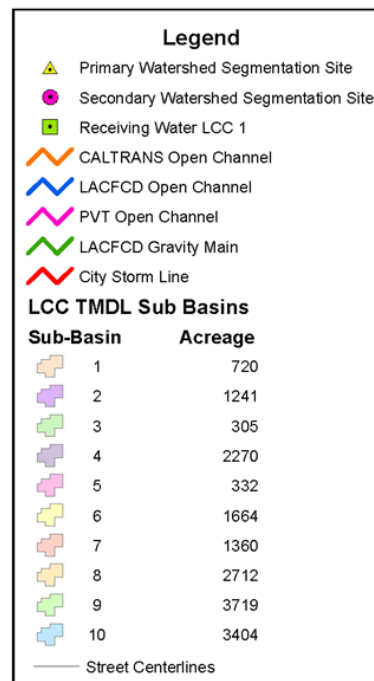 Legend
Primary Watershed Segmentation Site
Secondary Watershed Segmentation Site
Receiving Water LCC 1
CALTRANS Open Channel
LACFCD Open Channel
PVT Open Channel
LACFCD Gravity Main
City Storm Line
LCC TMDL Sub Basins
Sub-Basin Acreage
1 720
2 1241
3 305
4 2270
5 332
6 1664
7 1360
8 2712
9 3719
10 3404
Street Centerlines